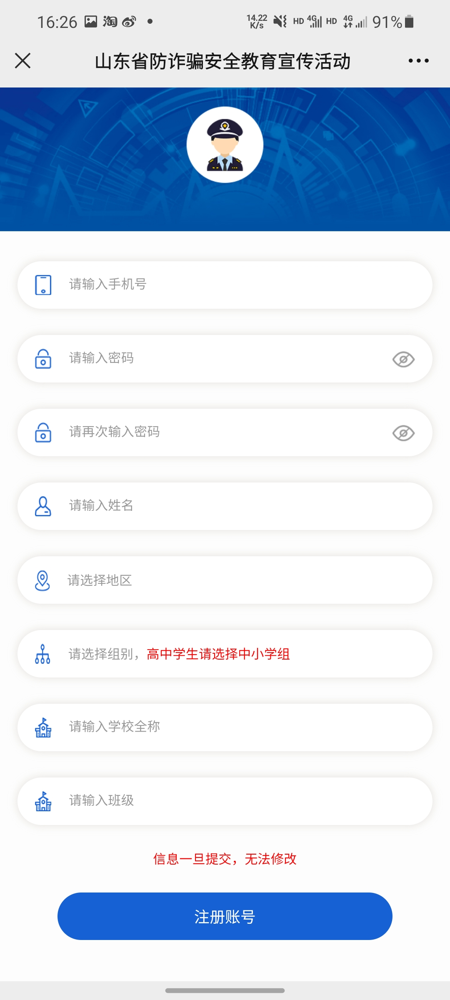 16:26 淘 14.22 K/s HD 4G HD 4G 91%
山东省防诈骗安全教育宣传活动
请输入手机号
请输入密码
请再次输入密码
请输入姓名
请选择地区
请选择组别，高中学生请选择中小学组
请输入学校全称
请输入班级
信息一旦提交，无法修改
注册账号